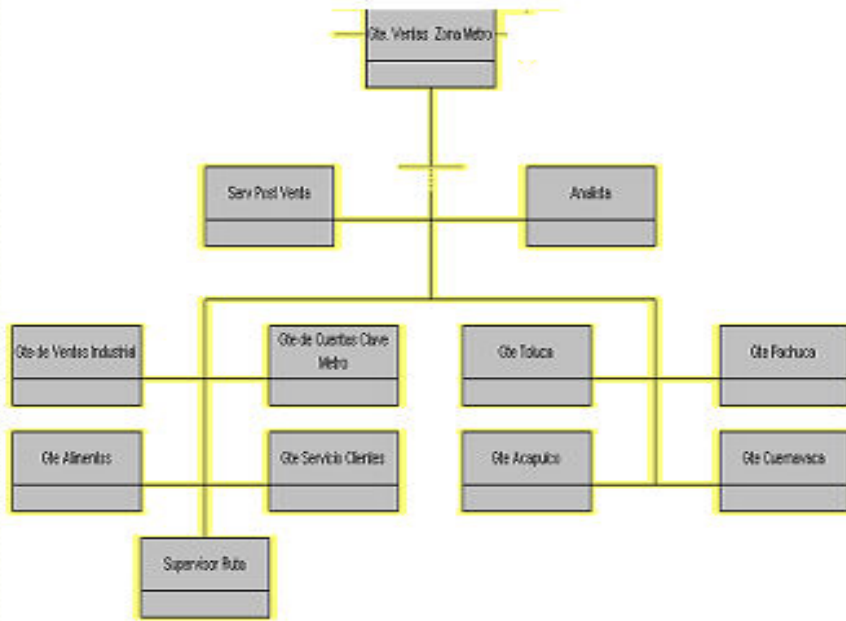 Gte. Ventas Zona Metro
Serv Post Venta
Analista
Gte de Ventas Industrial
Gte de Cuentas Clave
Metro
Gte Toluca
Gte Pachuca
Gte Alimentos
Gte Servicio Clientes
Gte Acapulco
Gte Cuernavaca
Supervisor Ruta